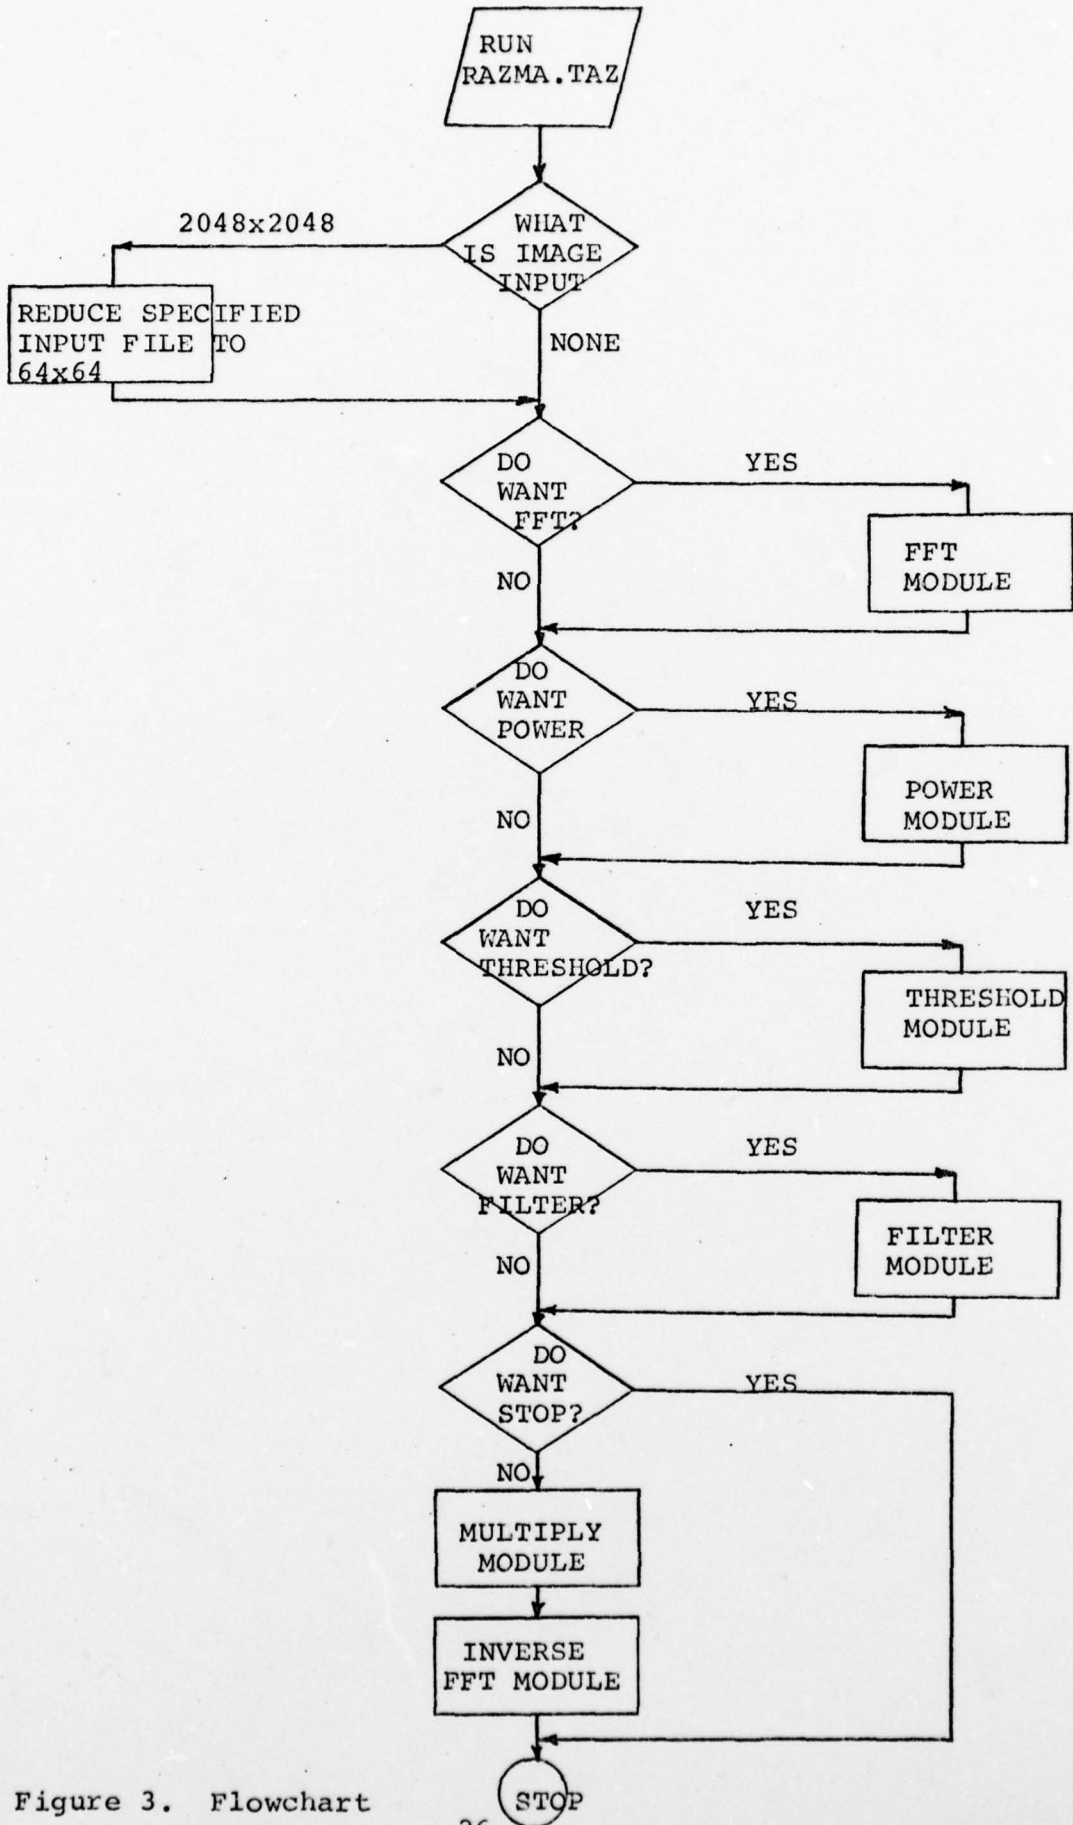 RUN
RAZMA.TAZ
WHAT
IS IMAGE
INPUT
2048x2048
REDUCE SPECIFIED
INPUT FILE TO
64x64
NONE
DO
WANT
FFT?
YES
FFT
MODULE
NO
DO
WANT
POWER
YES
POWER
MODULE
NO
DO
WANT
THRESHOLD?
YES
THRESHOLD
MODULE
NO
DO
WANT
FILTER?
YES
FILTER
MODULE
NO
DO
WANT
STOP?
YES
NO
MULTIPLY
MODULE
INVERSE
FFT MODULE
STOP
Figure 3. Flowchart